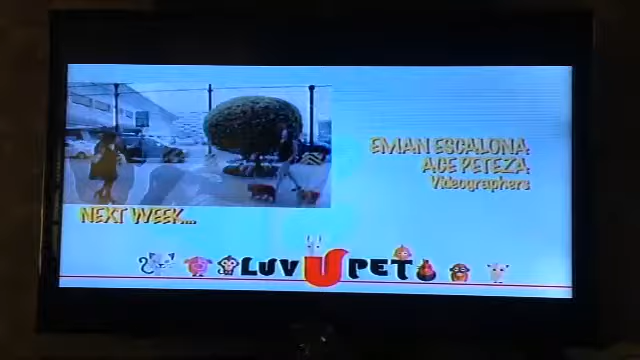 EMAN ESCALONA
ACE PETEZA
Videographers
NEXT WEEK...
LUV U PET